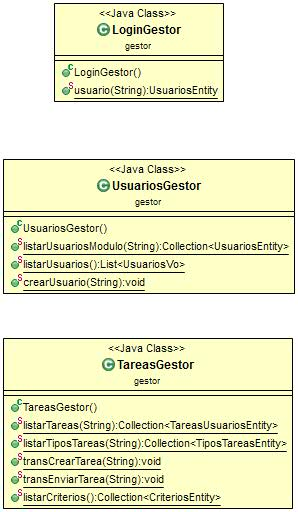 <<Java Class>>
LoginGestor
gestor
LoginGestor()
usuario(String):UsuariosEntity
<<Java Class>>
UsuariosGestor
gestor
UsuariosGestor()
listarUsuariosModulo(String):Collection<UsuariosEntity>
listarUsuarios():List<UsuariosVo>
crearUsuario(String):void
<<Java Class>>
TareasGestor
gestor
TareasGestor()
listarTareas(String):Collection<TareasUsuariosEntity>
listarTiposTareas(String):Collection<TiposTareasEntity>
transCrearTarea(String):void
transEnviarTarea(String):void
listarCriterios():Collection<CriteriosEntity>